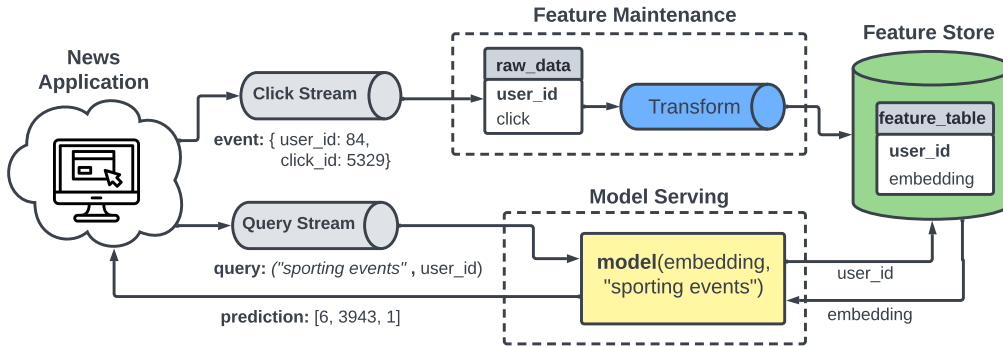 Feature Maintenance
Feature Store
News
Application
Click Stream
event: { user_id: 84,
click_id: 5329}
raw_data
user_id
click
Transform
feature_table
user_id
embedding
Query Stream
query: ("sporting events" , user_id)
Model Serving
model(embedding,
"sporting events")
user_id
embedding
prediction: [6, 3943, 1]